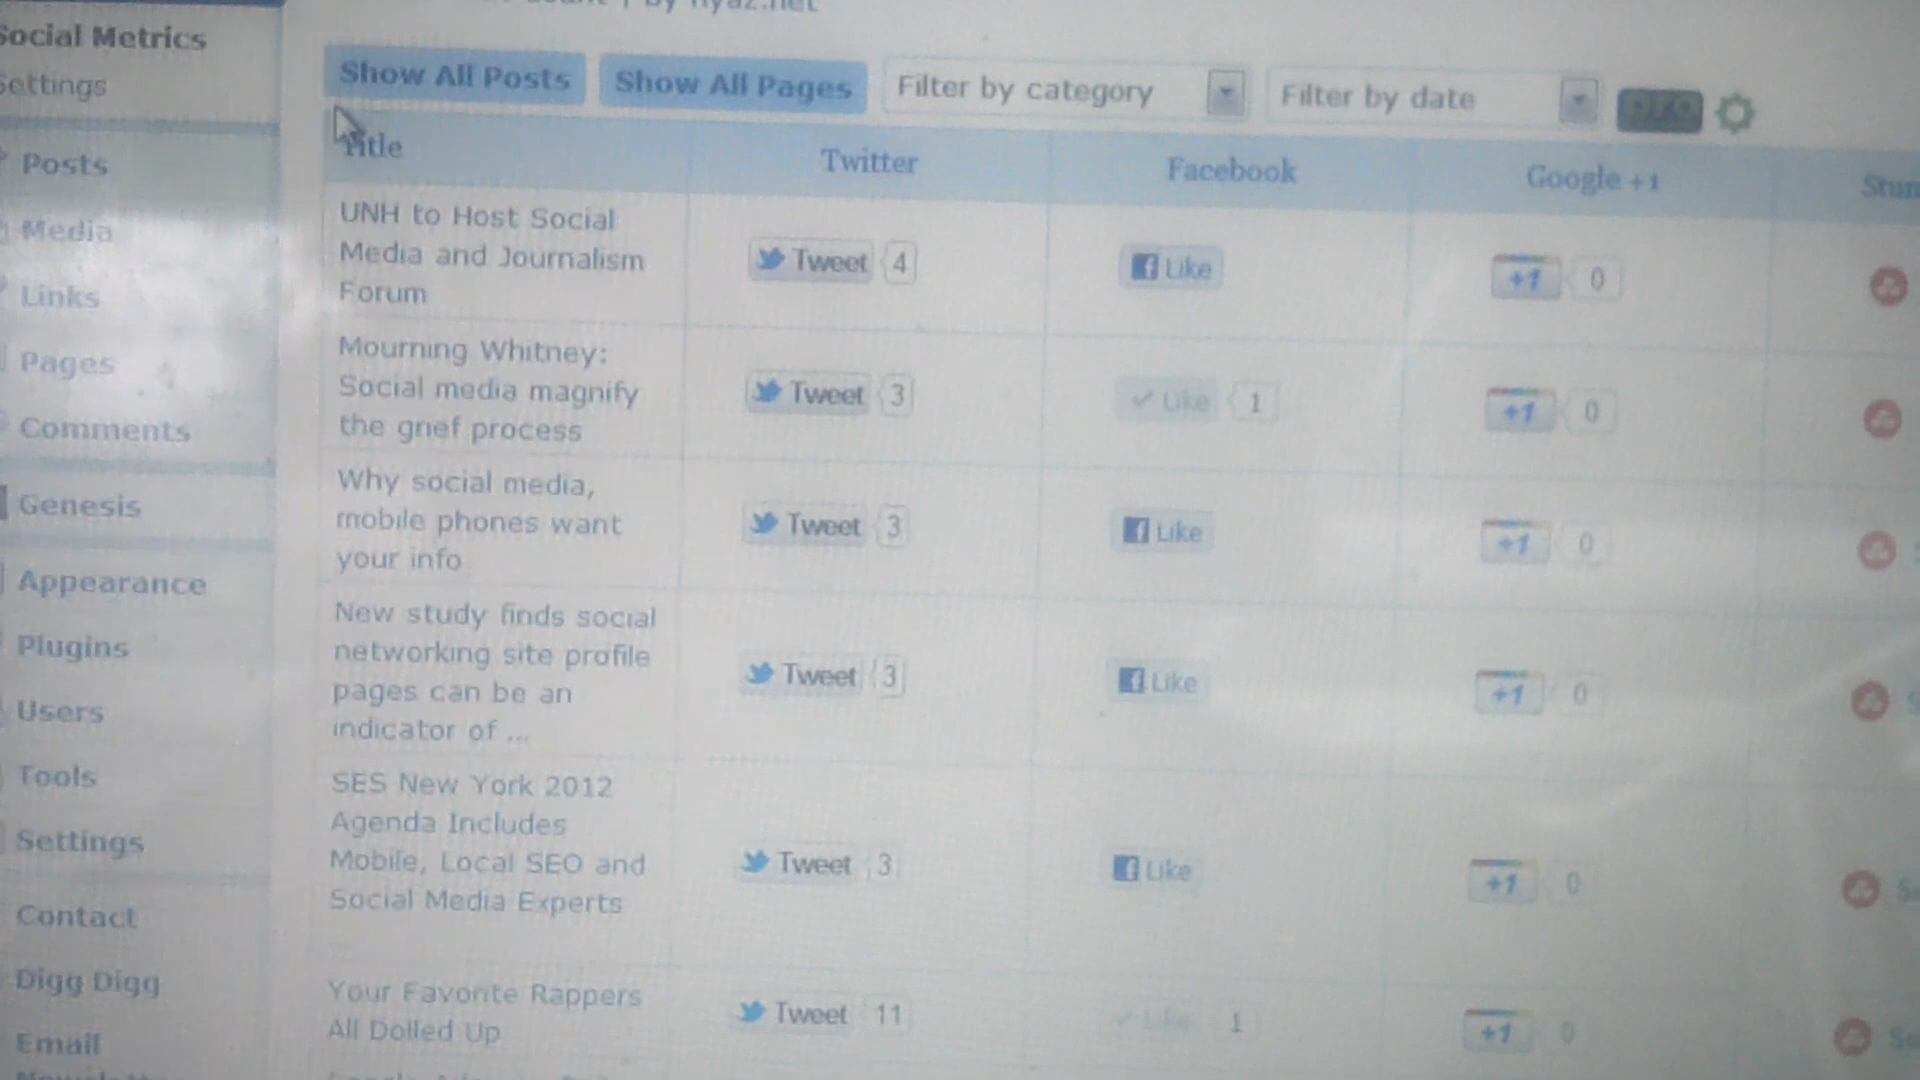 by nyaz.net
Social Metrics
Settings
Posts
Media
Links
Pages
Comments
Genesis
Appearance
Plugins
Users
Tools
Settings
Contact
Digg Digg
Email
Show All Posts Show All Pages Filter by category Filter by date
Title Twitter Facebook Google +1
UNH to Host Social
Media and Journalism
Forum
Tweet 4 Like +1 0
Mourning Whitney:
Social media magnify
the grief process
Tweet 3 Like 1 +1 0
Why social media,
mobile phones want
your info
Tweet 3 Like +1 0
New study finds social
networking site profile
pages can be an
indicator of ...
Tweet 3 Like +1 0
SES New York 2012
Agenda Includes
Mobile, Local SEO and
Social Media Experts
Tweet 3 Like +1 0
Your Favorite Rappers
All Dolled Up
Tweet 11 Like 1 +1 0